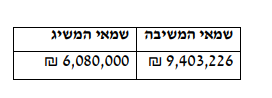 שמאי המשיבה שמאי המשיג
9,403,226 ₪ 6,080,000 ₪